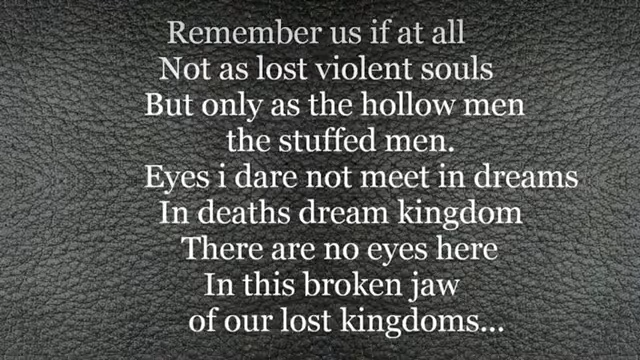 Remember us if at all
Not as lost violent souls
But only as the hollow men
the stuffed men.
Eyes i dare not meet in dreams
In deaths dream kingdom
There are no eyes here
In this broken jaw
of our lost kingdoms...